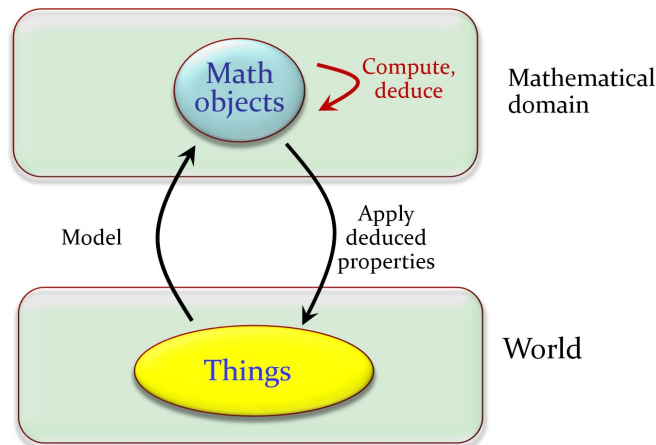 Math
objects
Compute,
deduce
Mathematical
domain
Model
Apply
deduced
properties
Things
World